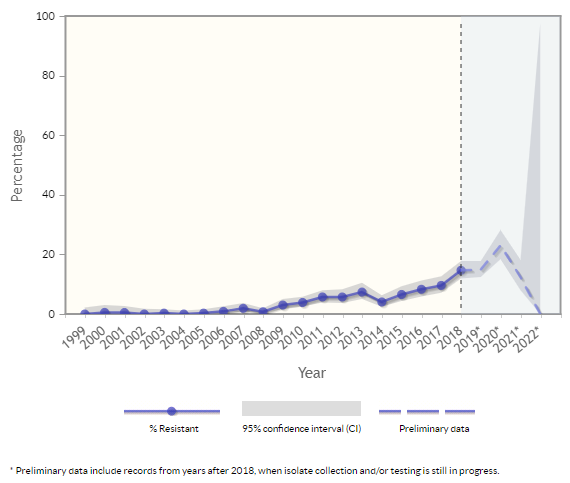 100
80
60
40
20
0
Percentage
1999 2000 2001 2002 2003 2004 2005 2006 2007 2008 2009 2010 2011 2012 2013 2014 2015 2016 2017 2018 2019* 2020* 2021* 2022*
Year
% Resistant 95% confidence interval (CI) Preliminary data
* Preliminary data include records from years after 2018, when isolate collection and/or testing is still in progress.